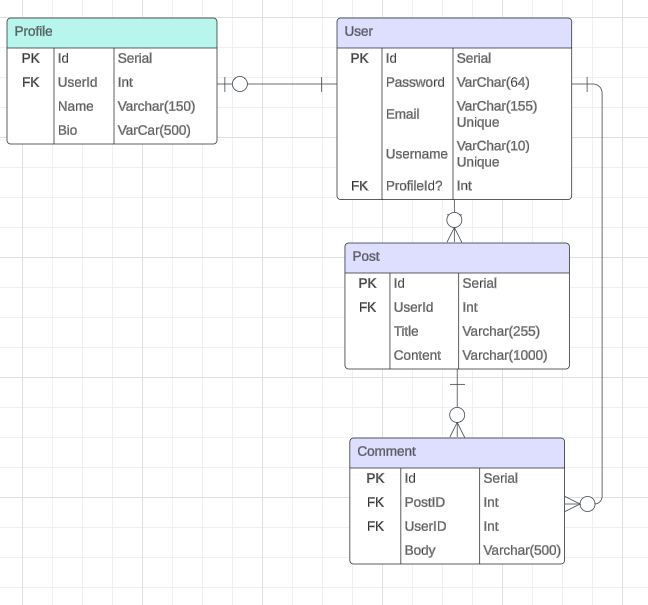 Profile
PK Id Serial
FK UserId Int
Name Varchar(150)
Bio VarCar(500)
User
PK Id Serial
Password VarChar(64)
Email VarChar(155)
Unique
Username VarChar(10)
Unique
FK ProfileId? Int
Post
PK Id Serial
FK UserId Int
Title Varchar(255)
Content Varchar(1000)
Comment
PK Id Serial
FK PostID Int
FK UserID Int
Body Varchar(500)